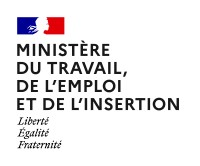 MINISTÈRE
DU TRAVAIL,
DE L'EMPLOI
ET DE L'INSERTION
Liberté
Égalité
Fraternité